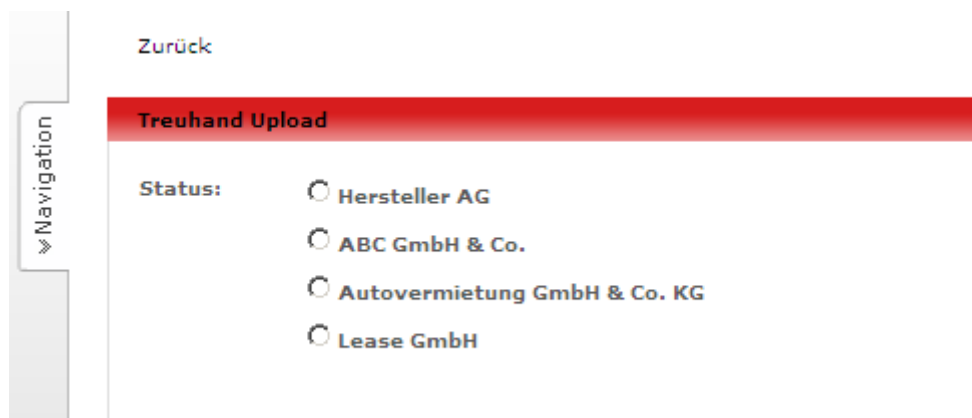 Zurück
Navigation
Treuhand Upload
Status:
Hersteller AG
ABC GmbH & Co.
Autovermietung GmbH & Co. KG
Lease GmbH